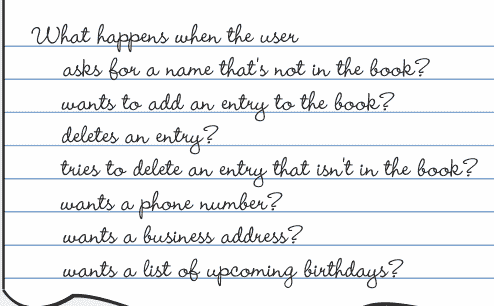 What happens when the user
asks for a name that's not in the book?
wants to add an entry to the book?
deletes an entry?
tries to delete an entry that isn't in the book?
wants a phone number?
wants a business address?
wants a list of upcoming birthdays?